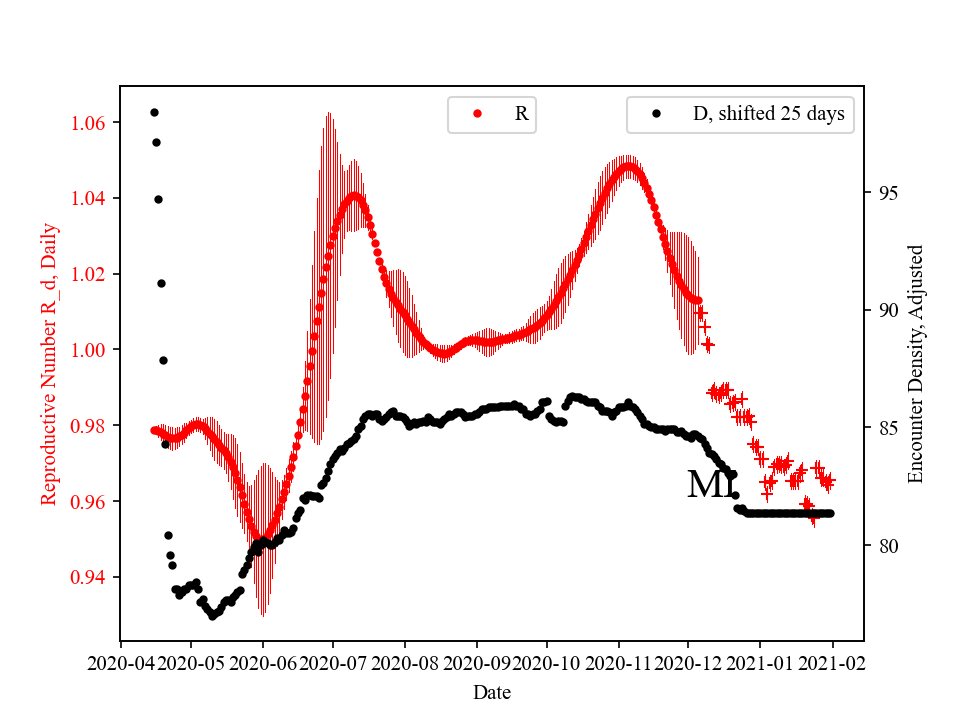 R
D, shifted 25 days
1.06
1.04
1.02
1.00
0.98
0.96
0.94
Reproductive Number R_d, Daily
95
90
85
80
Encounter Density, Adjusted
MI
2020-04 2020-05 2020-06 2020-07 2020-08 2020-09 2020-10 2020-11 2020-12 2021-01 2021-02
Date